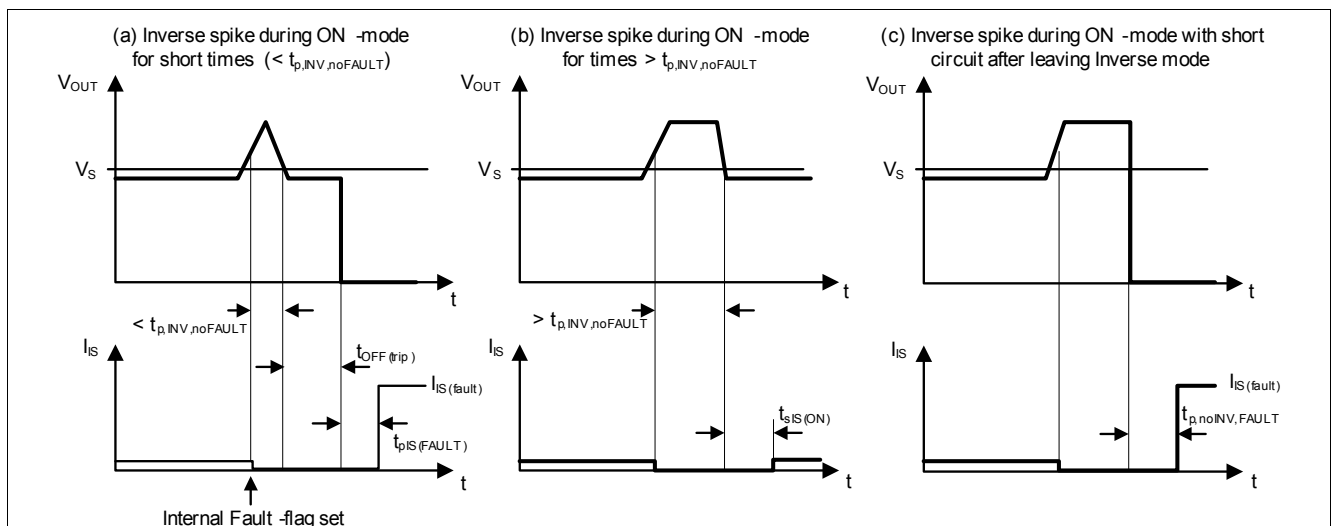 (a) Inverse spike during ON -mode
for short times (< tp,INV,noFAULT)
VOUT
VS
t
< tp,INV,noFAULT
IIS
tOFF(trip)
IIS(fault)
tpIS(FAULT)
t
Internal Fault -flag set
(b) Inverse spike during ON -mode
for times > tp,INV,noFAULT
VOUT
VS
t
> tp,INV,noFAULT
IIS
tsIS(ON)
t
(c) Inverse spike during ON -mode with short
circuit after leaving Inverse mode
VOUT
VS
t
IIS
IIS(fault)
tp,noINV,FAULT
t